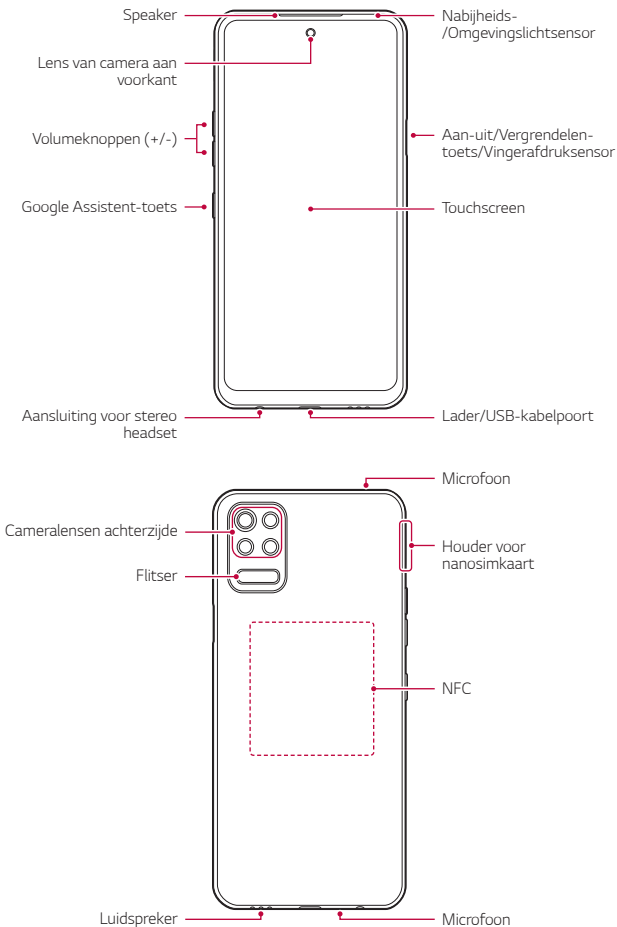 Speaker
Nabijheids-
/Omgevingslichtsensor
Lens van camera aan
voorkant
Volumeknoppen (+/-)
Aan-uit/Vergrendelen-
toets/Vingerafdruksensor
Google Assistent-toets
Touchscreen
Aansluiting voor stereo
headset
Lader/USB-kabelpoort
Microfoon
Cameralensen achterzijde
Houder voor
nanosimkaart
Flitser
NFC
Luidspreker
Microfoon